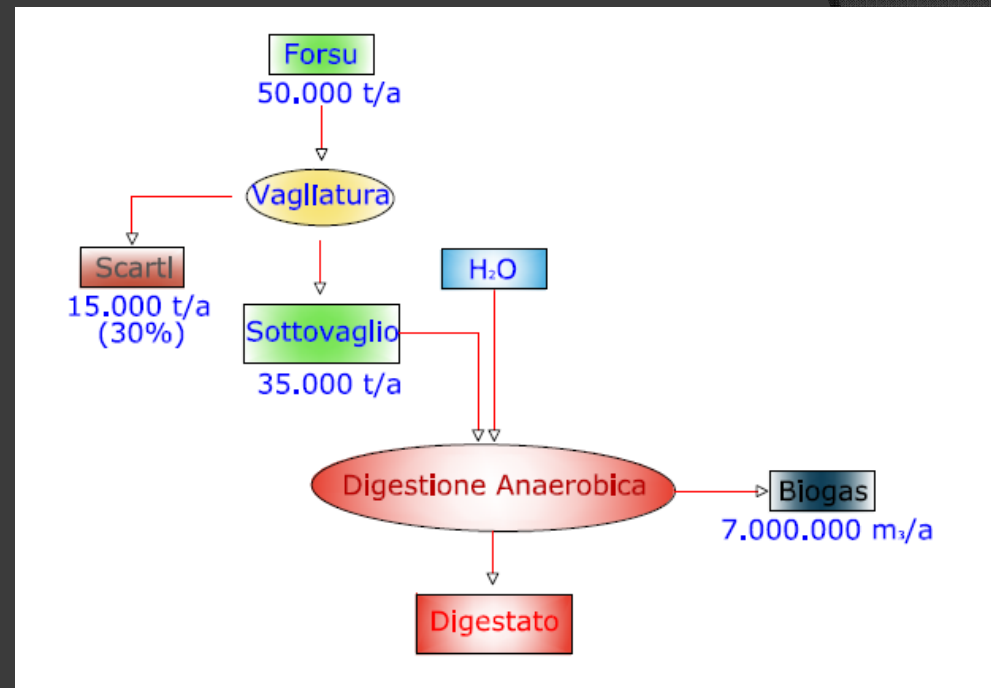 Forsu
50.000 t/a
Vagliatura
Scarti
15.000 t/a
(30%)
H₂O
Sottovaglio
35.000 t/a
Digestione Anaerobica
Biogas
7.000.000 m₃/a
Digestato